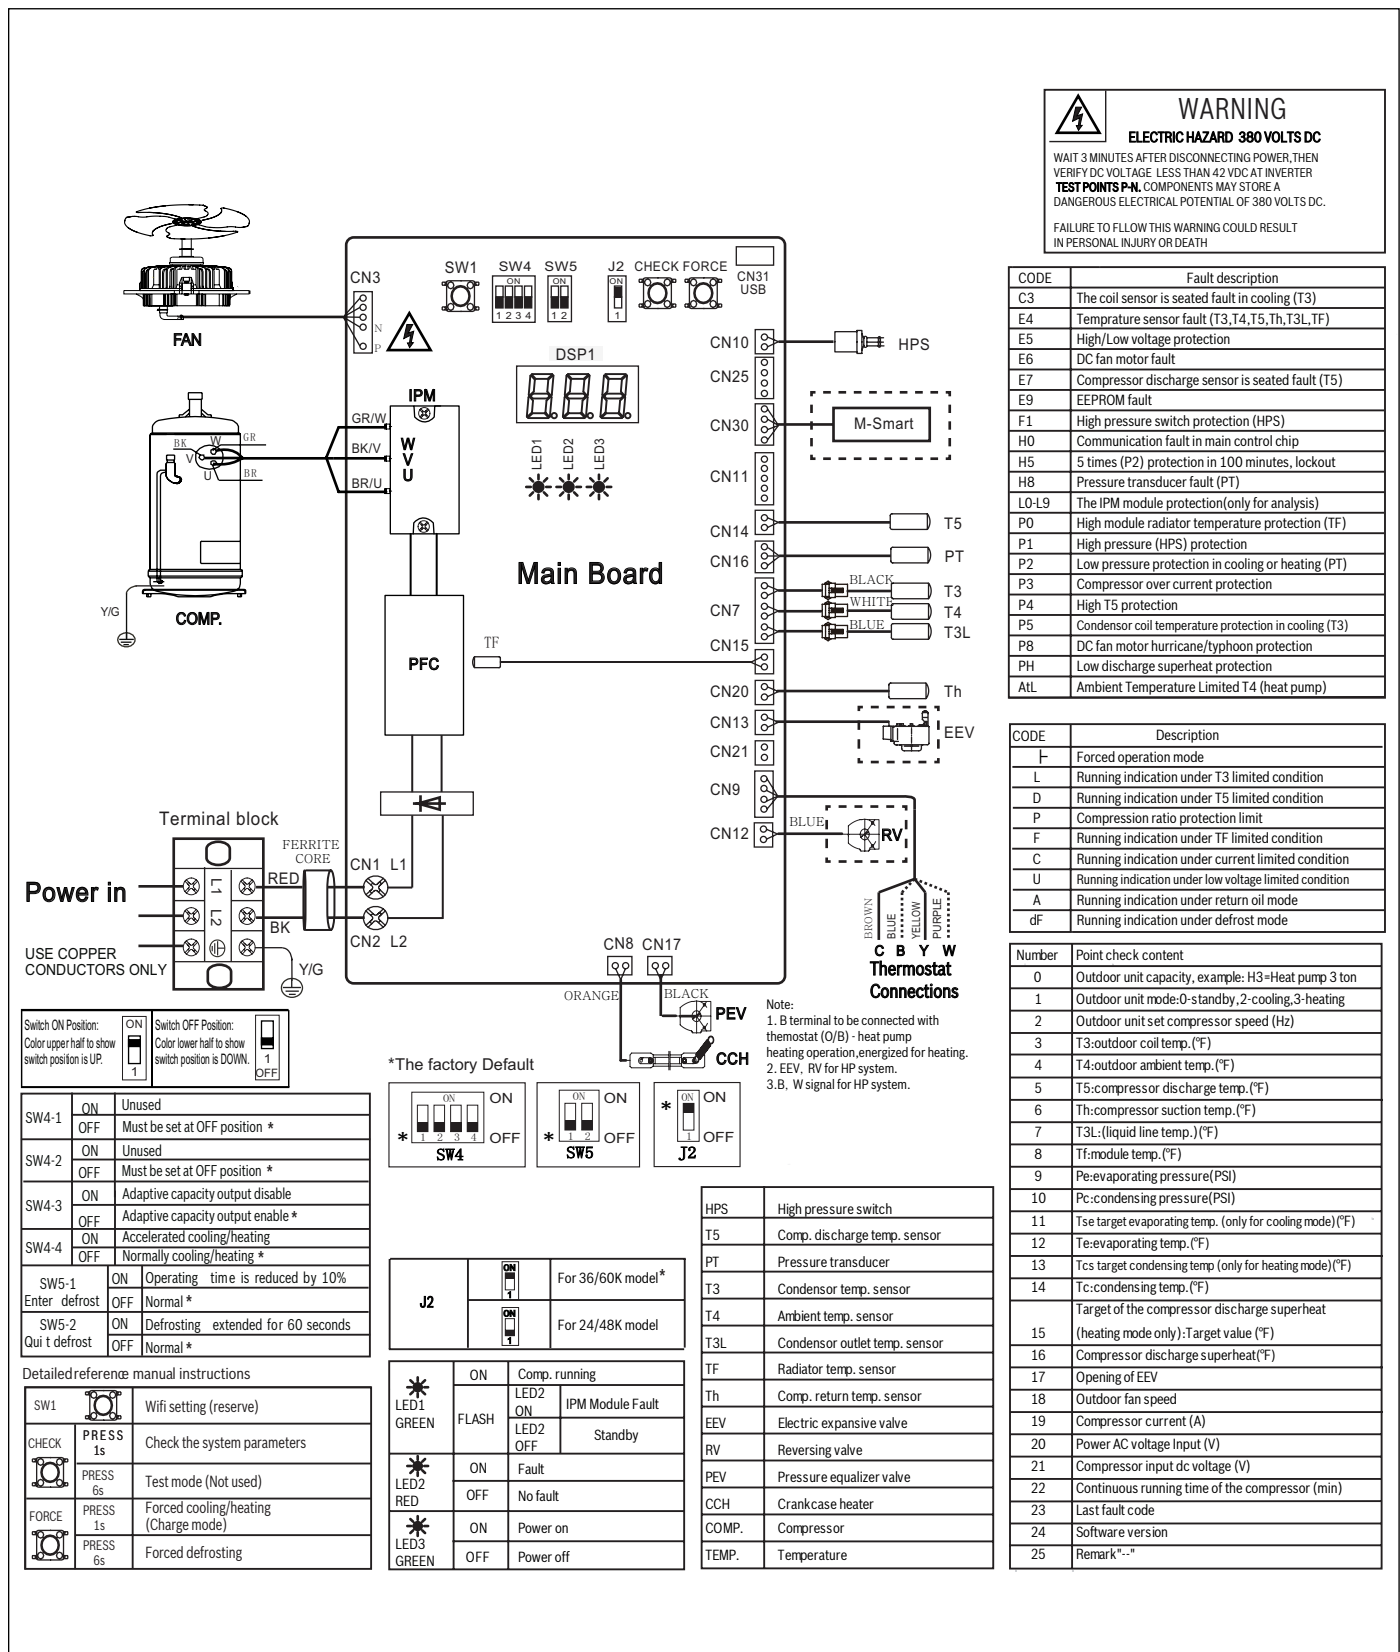 WARNING
ELECTRIC HAZARD 380 VOLTS DC
WAIT 3 MINUTES AFTER DISCONNECTING POWER,THEN
VERIFY DC VOLTAGE LESS THAN 42 VDC AT INVERTER
TEST POINTS P-N. COMPONENTS MAY STORE A
DANGEROUS ELECTRICAL POTENTIAL OF 380 VOLTS DC.
FAILURE TO FLLOW THIS WARNING COULD RESULT
IN PERSONAL INJURY OR DEATH
FAN
CN3
N
P
SW1
SW4
ON
1 2 3 4
SW5
ON
1 2
J2
ON
1
CHECK
FORCE
CN31
USB
DSP1
LED1
LED2
LED3
IPM
W
V
U
GR/W
BK/V
BR/U
BK
W
GR
V
U
BR
Y/G
COMP.
Main Board
PFC
TF
CN10
HPS
CN25
CN30
M-Smart
CN11
CN14
T5
CN16
PT
CN7
BLACK
T3
WHITE
T4
BLUE
T3L
CN15
CN20
Th
CN13
EEV
CN21
CN9
CN12
BLUE
RV
BROWN
BLUE
YELLOW
PURPLE
C B Y W
Thermostat
Connections
Terminal block
FERRITE
CORE
Power in
L1
L2
RED
BK
Y/G
CN1 L1
CN2 L2
USE COPPER
CONDUCTORS ONLY
CN8 CN17
ORANGE
BLACK
PEV
CCH
Note:
1. B terminal to be connected with
themostat (O/B) - heat pump
heating operation,energized for heating.
2. EEV, RV for HP system.
3.B, W signal for HP system.
CODE Fault description
C3 The coil sensor is seated fault in cooling (T3)
E4 Temprature sensor fault (T3,T4,T5,Th,T3L,TF)
E5 High/Low voltage protection
E6 DC fan motor fault
E7 Compressor discharge sensor is seated fault (T5)
E9 EEPROM fault
F1 High pressure switch protection (HPS)
H0 Communication fault in main control chip
H5 5 times (P2) protection in 100 minutes, lockout
H8 Pressure transducer fault (PT)
L0-L9 The IPM module protection(only for analysis)
P0 High module radiator temperature protection (TF)
P1 High pressure (HPS) protection
P2 Low pressure protection in cooling or heating (PT)
P3 Compressor over current protection
P4 High T5 protection
P5 Condensor coil temperature protection in cooling (T3)
P8 DC fan motor hurricane/typhoon protection
PH Low discharge superheat protection
AtL Ambient Temperature Limited T4 (heat pump)
CODE Description
├ Forced operation mode
L Running indication under T3 limited condition
D Running indication under T5 limited condition
P Compression ratio protection limit
F Running indication under TF limited condition
C Running indication under current limited condition
U Running indication under low voltage limited condition
A Running indication under return oil mode
dF Running indication under defrost mode
Number Point check content
0 Outdoor unit capacity, example: H3=Heat pump 3 ton
1 Outdoor unit mode:0-standby,2-cooling,3-heating
2 Outdoor unit set compressor speed (Hz)
3 T3:outdoor coil temp.(°F)
4 T4:outdoor ambient temp.(°F)
5 T5:compressor discharge temp.(°F)
6 Th:compressor suction temp.(°F)
7 T3L:(liquid line temp.)(°F)
8 Tf:module temp.(°F)
9 Pe:evaporating pressure(PSI)
10 Pc:condensing pressure(PSI)
11 Tse target evaporating temp. (only for cooling mode)(°F)
12 Te:evaporating temp.(°F)
13 Tcs target condensing temp (only for heating mode)(°F)
14 Tc:condensing temp.(°F)
Target of the compressor discharge superheat
15 (heating mode only):Target value (°F)
16 Compressor discharge superheat(°F)
17 Opening of EEV
18 Outdoor fan speed
19 Compressor current (A)
20 Power AC voltage Input (V)
21 Compressor input dc voltage (V)
22 Continuous running time of the compressor (min)
23 Last fault code
24 Software version
25 Remark"--"
Switch ON Position:
Color upper half to show
switch position is UP.
ON
1
Switch OFF Position:
Color lower half to show
switch position is DOWN.
1
OFF
SW4-1 ON Unused
OFF Must be set at OFF position *
SW4-2 ON Unused
OFF Must be set at OFF position *
SW4-3 ON Adaptive capacity output disable
OFF Adaptive capacity output enable *
SW4-4 ON Accelerated cooling/heating
OFF Normally cooling/heating *
SW5-1 Enter defrost ON Operating time is reduced by 10%
OFF Normal *
SW5-2 Qui t defrost ON Defrosting extended for 60 seconds
OFF Normal *
Detailed reference manual instructions
SW1 Wifi setting (reserve)
CHECK PRESS 1s Check the system parameters
PRESS 6s Test mode (Not used)
FORCE PRESS 1s Forced cooling/heating (Charge mode)
PRESS 6s Forced defrosting
*The factory Default
ON
ON
* 1 2 3 4 OFF
SW4
ON
ON
* 1 2 OFF
SW5
* ON ON
1 OFF
J2
J2
ON
1
For 36/60K model*
ON
1
For 24/48K model
LED1 GREEN ON Comp. running
FLASH LED2 ON IPM Module Fault
LED2 OFF Standby
LED2 RED ON Fault
OFF No fault
LED3 GREEN ON Power on
OFF Power off
HPS High pressure switch
T5 Comp. discharge temp. sensor
PT Pressure transducer
T3 Condensor temp. sensor
T4 Ambient temp. sensor
T3L Condensor outlet temp. sensor
TF Radiator temp. sensor
Th Comp. return temp. sensor
EEV Electric expansive valve
RV Reversing valve
PEV Pressure equalizer valve
CCH Crankcase heater
COMP. Compressor
TEMP. Temperature